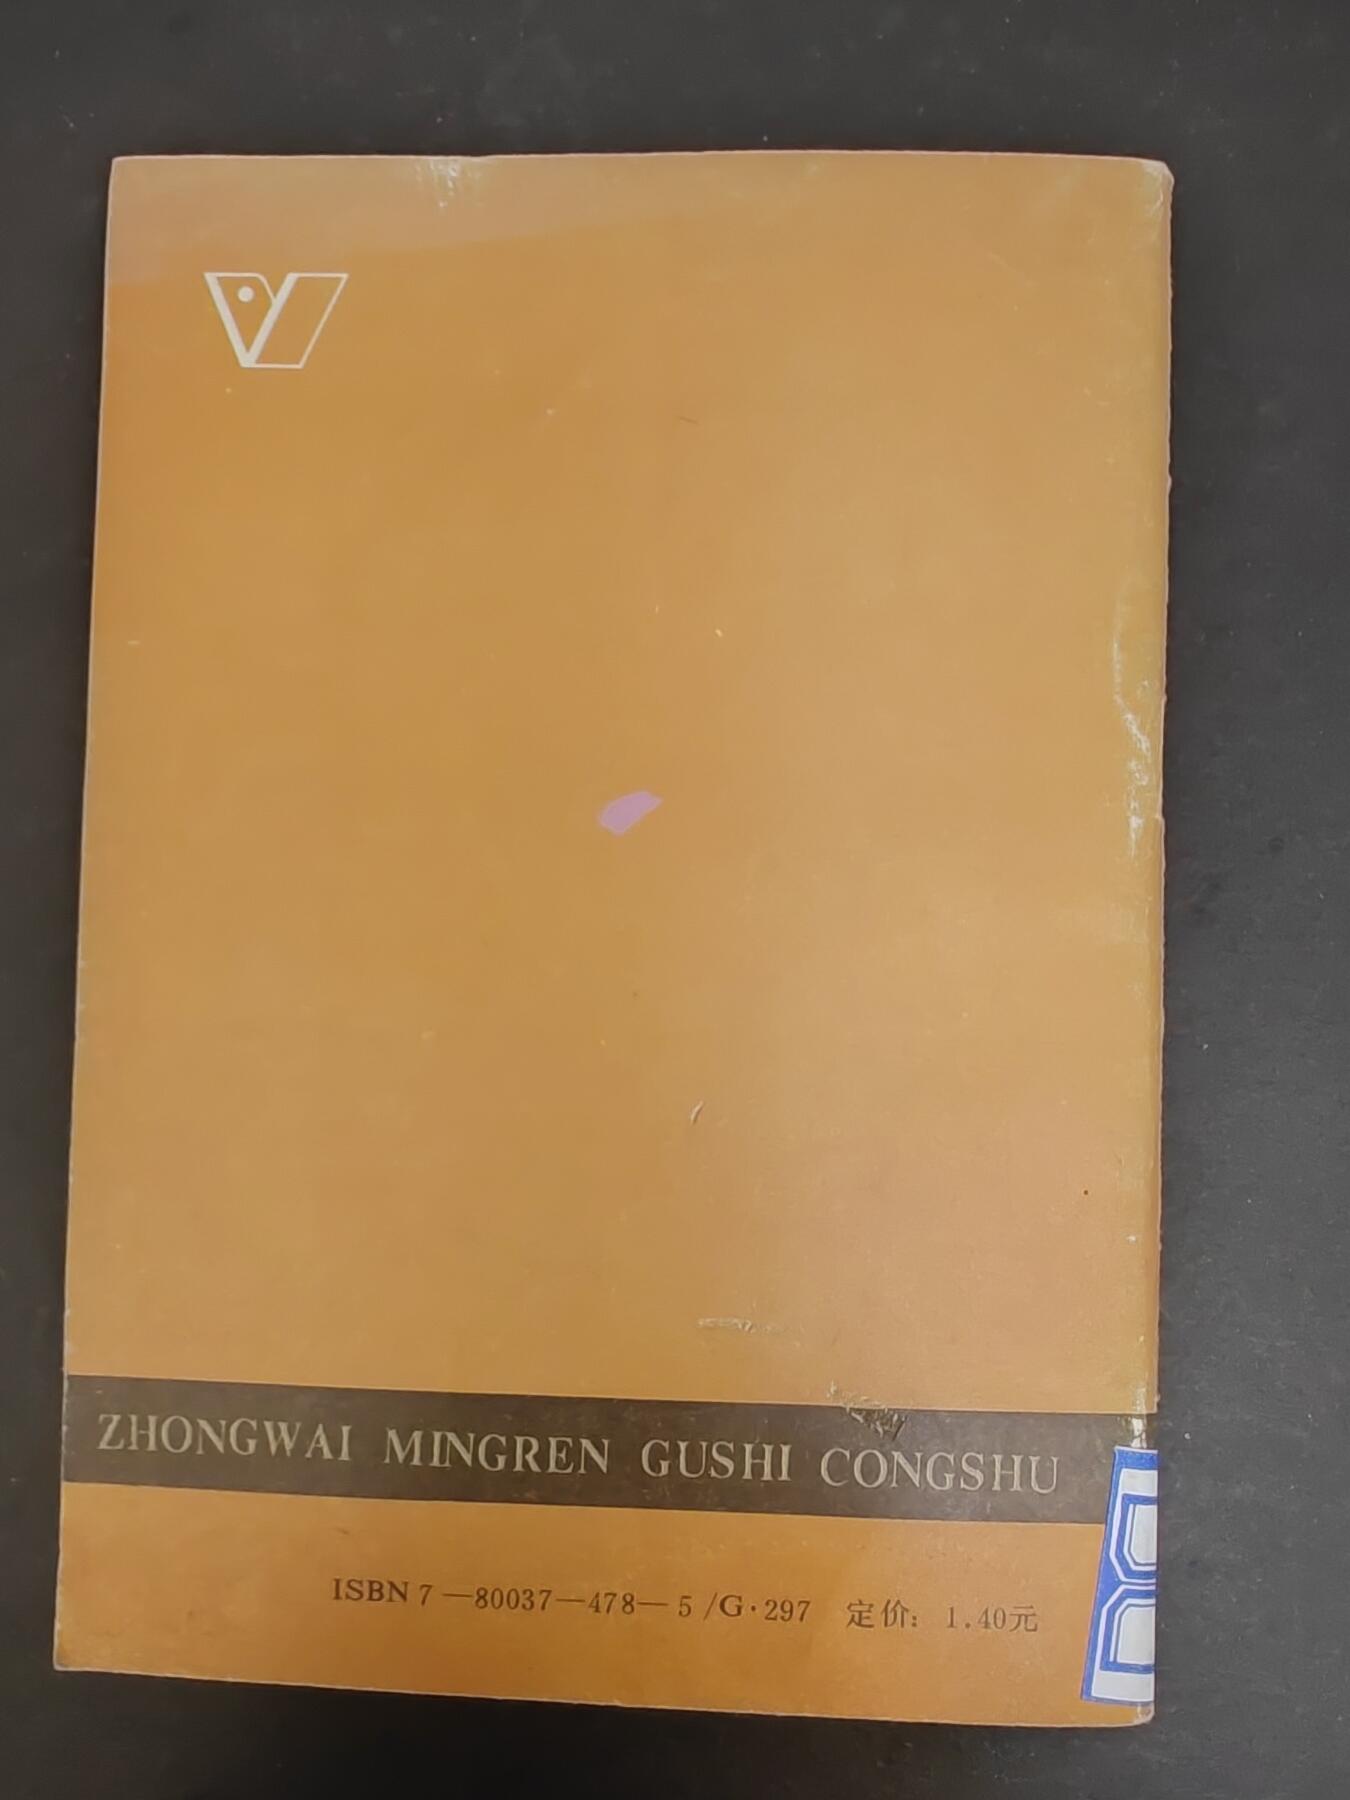 ZHONGWAI MINGREN GUSHI CONGSHU
ISBN 7—80037—478—5/G·297 定价：1.40元